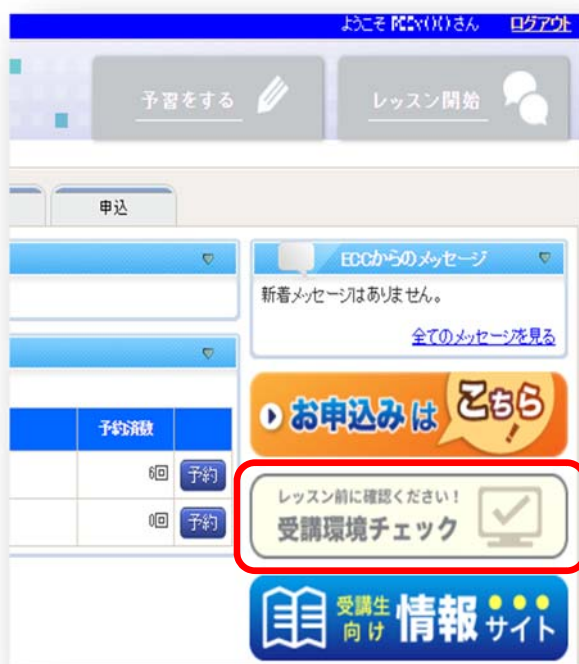 ようこそ
さん
ログアウト
予習をする
レッスン開始
申込
ECCからのメッセージ
新着メッセージはありません。
全てのメッセージを見る
お申込みは こちら!
予約済数
6回 予約
0回 予約
レッスン前に確認ください!
受講環境チェック
受講生
向け
情報サイト